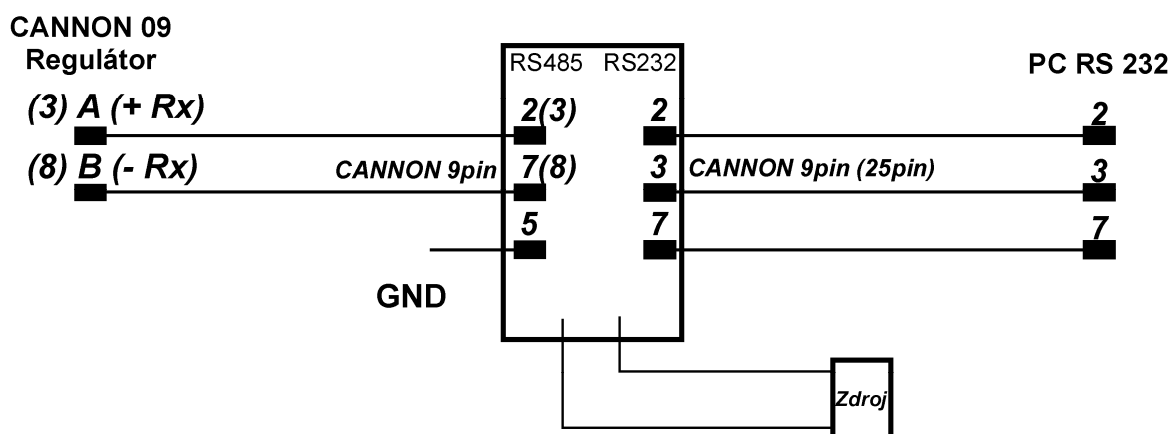 CANNON 09
Regulátor
RS485 RS232
PC RS 232
(3) A (+ Rx)
2(3) 2
2
(8) B (- Rx)
CANNON 9pin 7(8) 3 CANNON 9pin (25pin)
3
5 7
7
GND
Zdroj